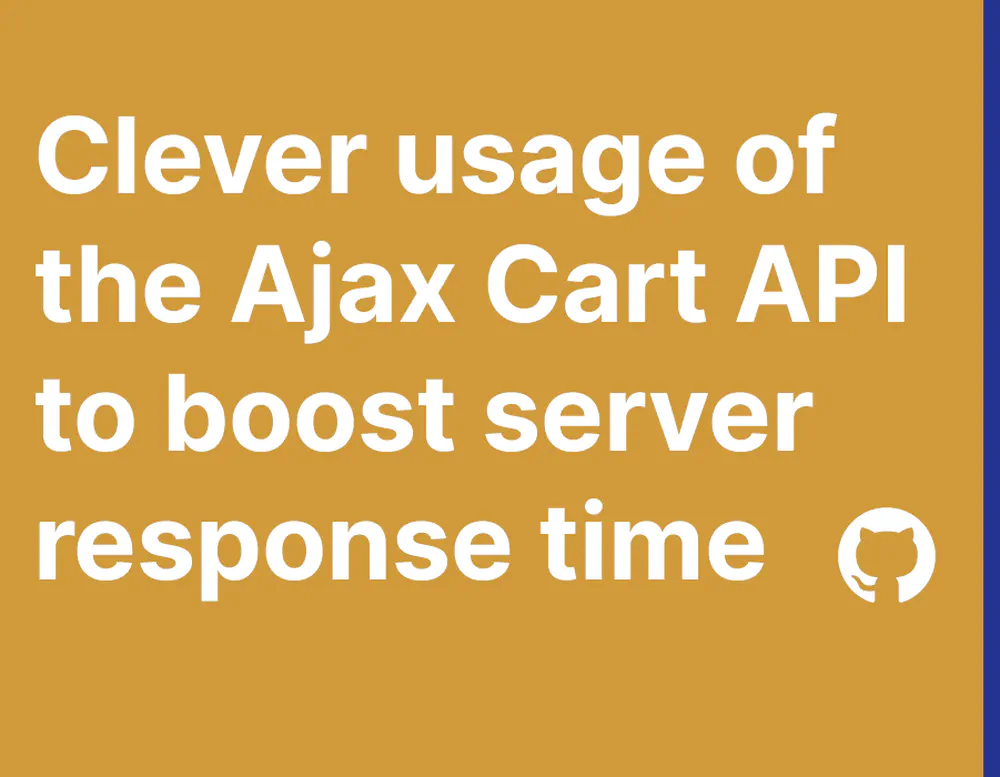 Clever usage of
the Ajax Cart API
to boost server
response time